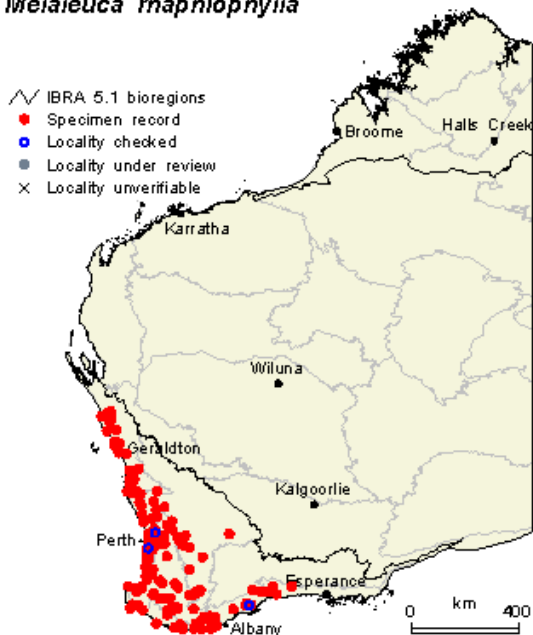 Melaleuca rhaphiophylla
IBRA 5.1 bioregions
Specimen record
Locality checked
Locality under review
Locality unverifiable
Broome
Halls Creek
Karratha
Wiluna
Geraldton
Kalgoorlie
Perth
Esperance
Albany
km
0 400